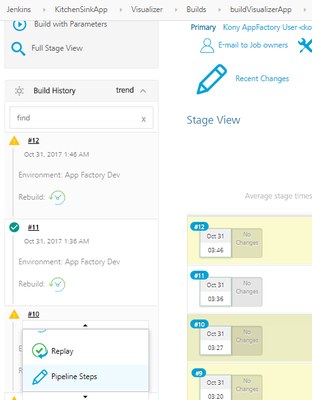 Jenkins › KitchenSinkApp › Visualizer › Builds › buildVisualizerApp
Build with Parameters
Full Stage View
Build History trend
find x
#12
Oct 31, 2017 1:46 AM
Environment: App Factory Dev
Rebuild:
#11
Oct 31, 2017 1:36 AM
Environment: App Factory Dev
Rebuild:
#10
Replay
Pipeline Steps
Primary Kony AppFactory User
E-mail to Job owners
Recent Changes
Stage View
Average stage times
#12
Oct 31
03:46
No Changes
#11
Oct 31
03:36
No Changes
#10
Oct 31
03:27
No Changes
#9
Oct 31
03:20
No Changes